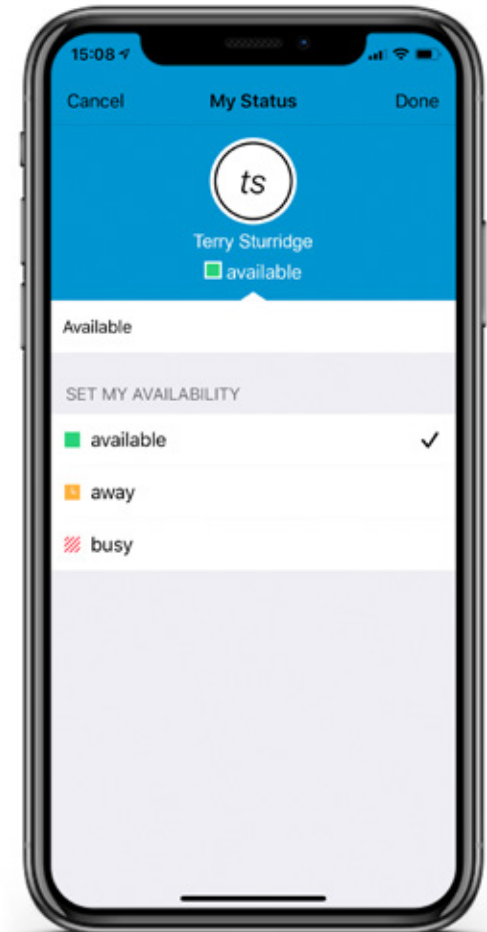 15:08
Cancel My Status Done
ts
Terry Sturridge
available
Available
SET MY AVAILABILITY
available
away
busy